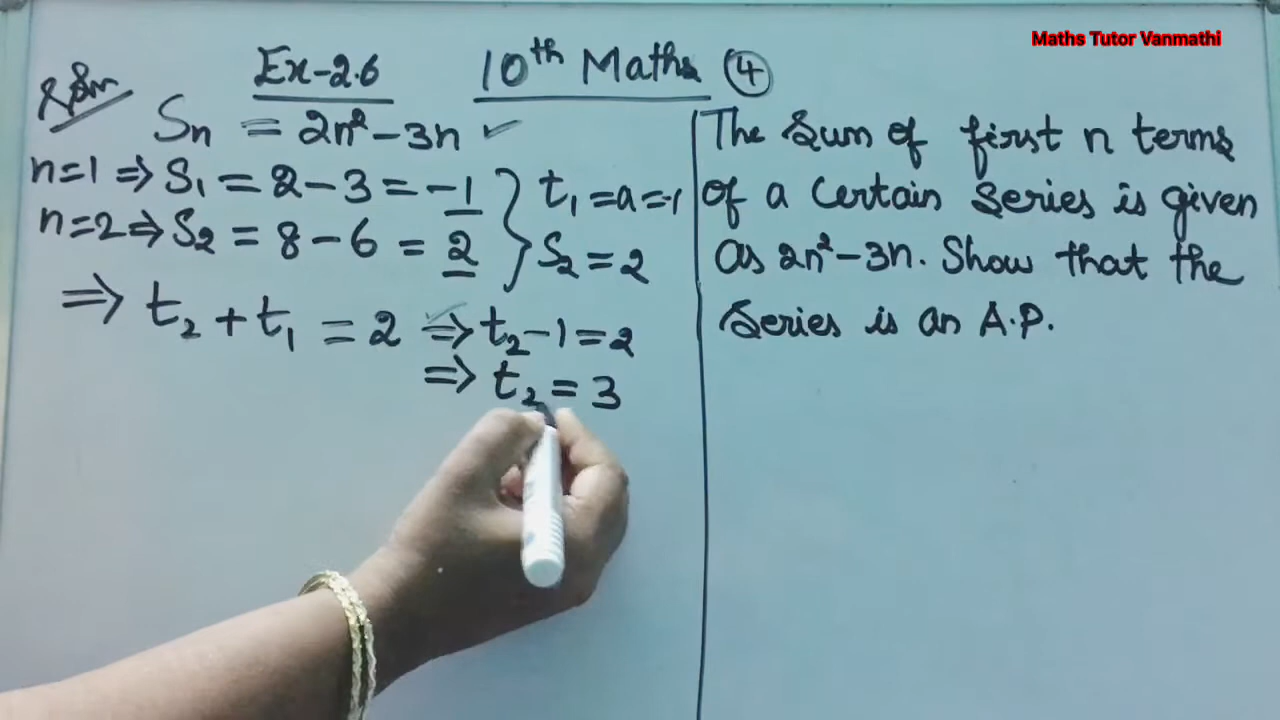 Maths Tutor Vanmathi
Ex-2.6 10th Maths ④
Soln
Sn = 2n² - 3n ✓
n=1 ⇒ S₁ = 2 - 3 = -1
n=2 ⇒ S₂ = 8 - 6 = 2
} t₁ = a = -1
S₂ = 2
⇒ t₂ + t₁ = 2 ⇒ t₂ - 1 = 2
⇒ t₂ = 3
The Sum of first n terms
of a Certain Series is given
as 2n² - 3n. Show that the
Series is an A.P.